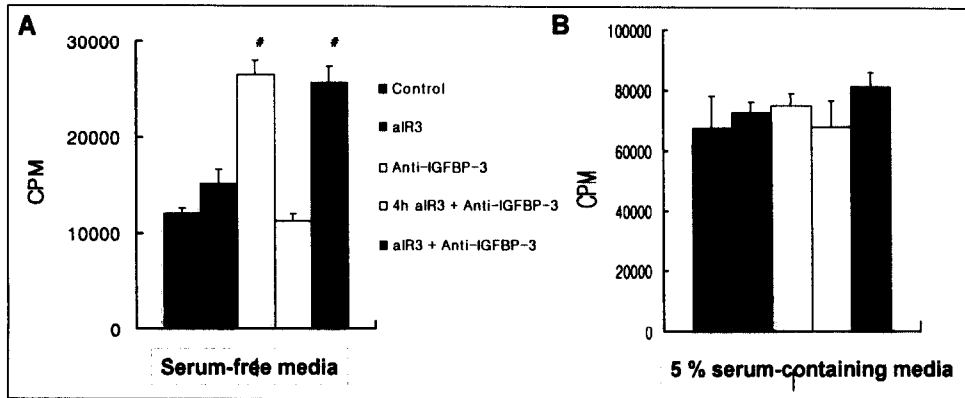 A
30000
20000
10000
0
CPM
# #
Control
aIR3
Anti-IGFBP-3
4h aIR3 + Anti-IGFBP-3
aIR3 + Anti-IGFBP-3
Serum-free media
B
100000
80000
60000
40000
20000
0
CPM
5 % serum-containing media